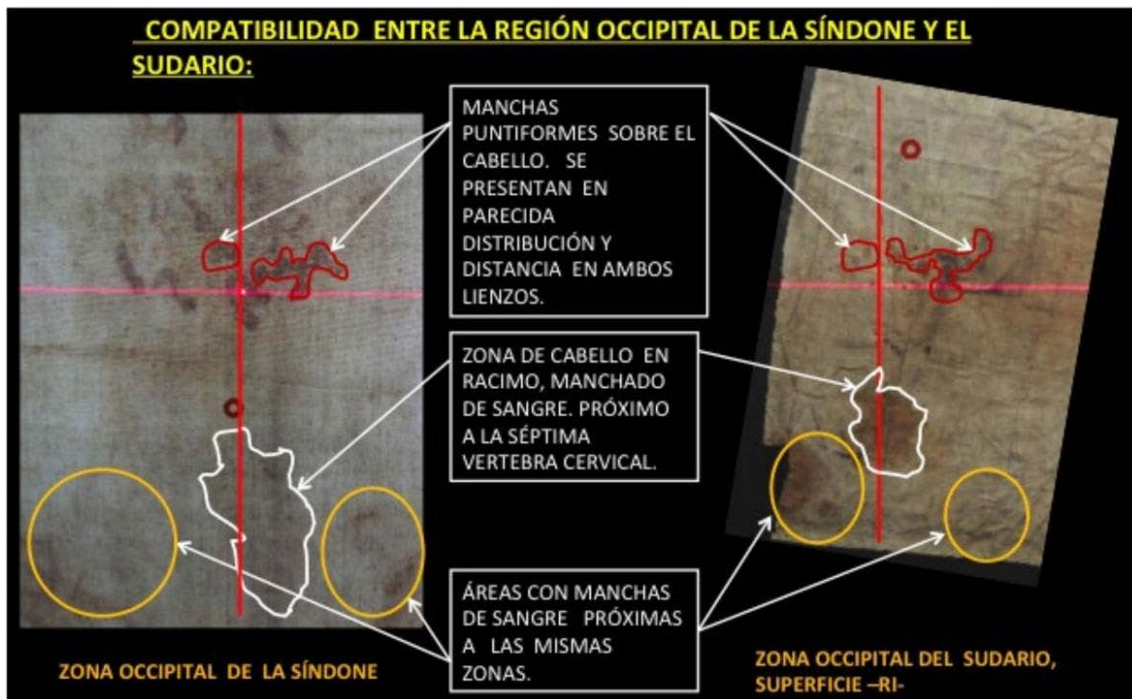 COMPATIBILIDAD ENTRE LA REGIÓN OCCIPITAL DE LA SÍNDONE Y EL
SUDARIO:
MANCHAS
PUNTIFORMES SOBRE EL
CABELLO. SE
PRESENTAN EN
PARECIDA
DISTRIBUCIÓN Y
DISTANCIA EN AMBOS
LIENZOS.
ZONA DE CABELLO EN
RACIMO, MANCHADO
DE SANGRE. PRÓXIMO
A LA SÉPTIMA
VERTEBRA CERVICAL.
ÁREAS CON MANCHAS
DE SANGRE PRÓXIMAS
A LAS MISMAS
ZONAS.
ZONA OCCIPITAL DE LA SÍNDONE
ZONA OCCIPITAL DEL SUDARIO,
SUPERFICIE –RI-